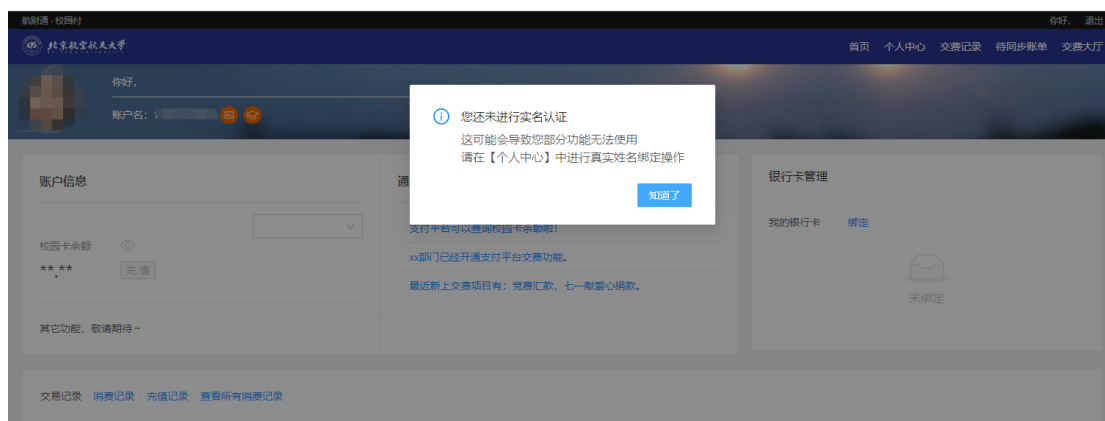 航财通 - 校园付
你好, 退出
北京航空航天大学
首页 个人中心 交费记录 待同步账单 交费大厅
你好,
账户名:
您还未进行实名认证
这可能会导致您部分功能无法使用
请在【个人中心】中进行真实姓名绑定操作
知道了
账户信息
校园卡余额
**.**
充值
其它功能, 敬请期待~
通
支付平台可以查询校园卡余额啦!
xx部门已经开通支付平台交费功能。
最近新上交费项目有: 党费汇款, 七一献爱心捐款。
银行卡管理
我的银行卡 绑定
未绑定
交易记录 消费记录 充值记录 查看所有消费记录